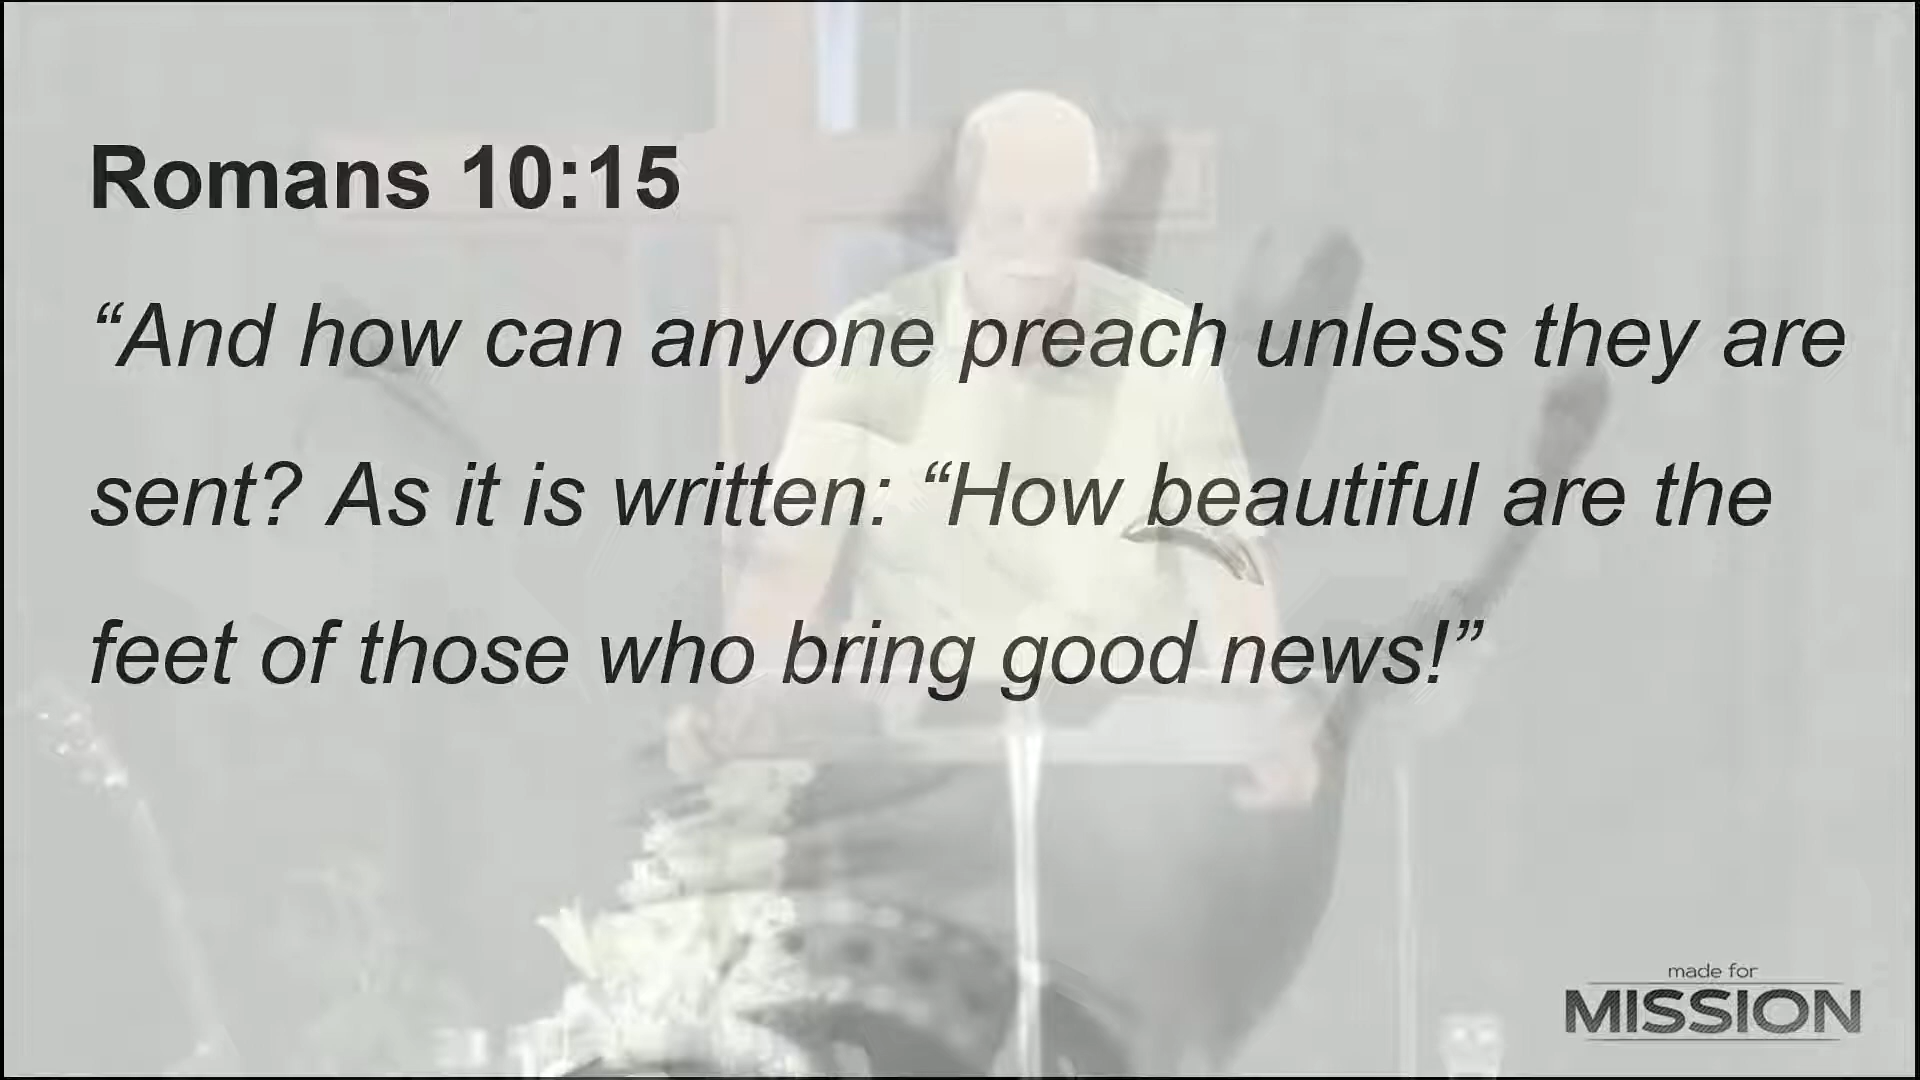 Romans 10:15
“And how can anyone preach unless they are
sent? As it is written: “How beautiful are the
feet of those who bring good news!”
made for
MISSION